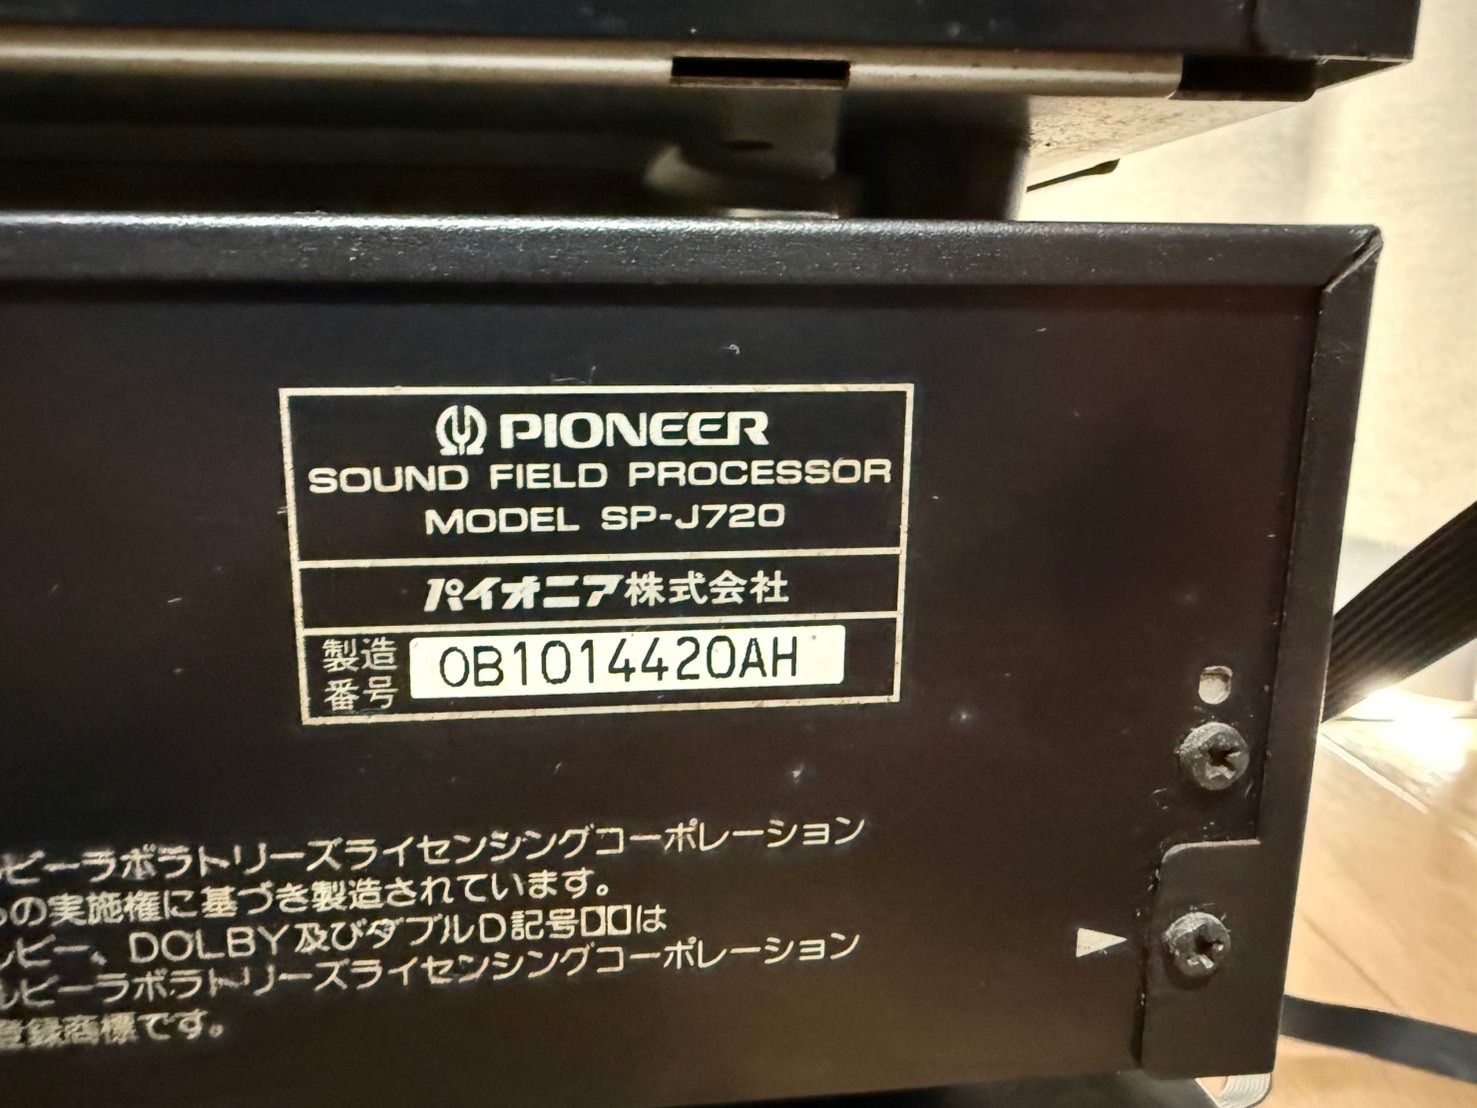 PIONEER
SOUND FIELD PROCESSOR
MODEL SP-J720
パイオニア株式会社
製造番号 0B1014420AH
ルビーラボラトリーズライセンシングコーポレーション
らの実施権に基づき製造されています。
ルビー、DOLBY及びダブルD記号は
ルビーラボラトリーズライセンシングコーポレーション
登録商標です。